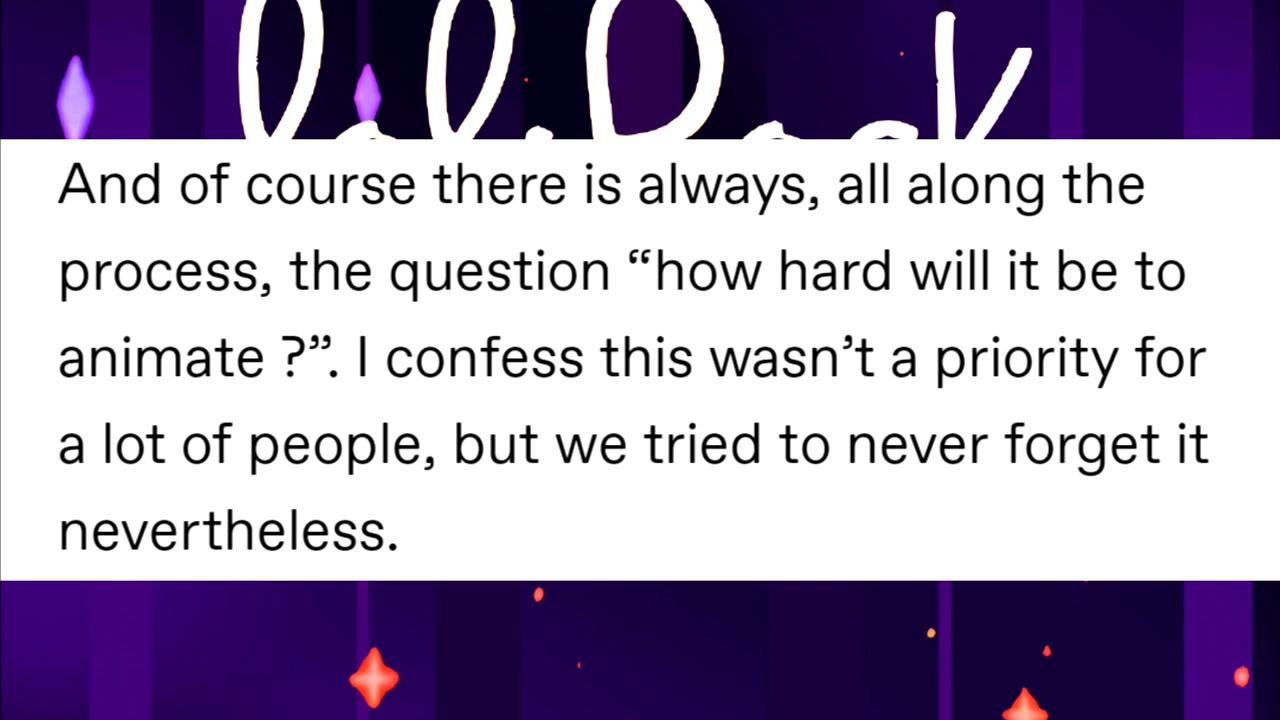 And of course there is always, all along the
process, the question “how hard will it be to
animate ?”. I confess this wasn’t a priority for
a lot of people, but we tried to never forget it
nevertheless.